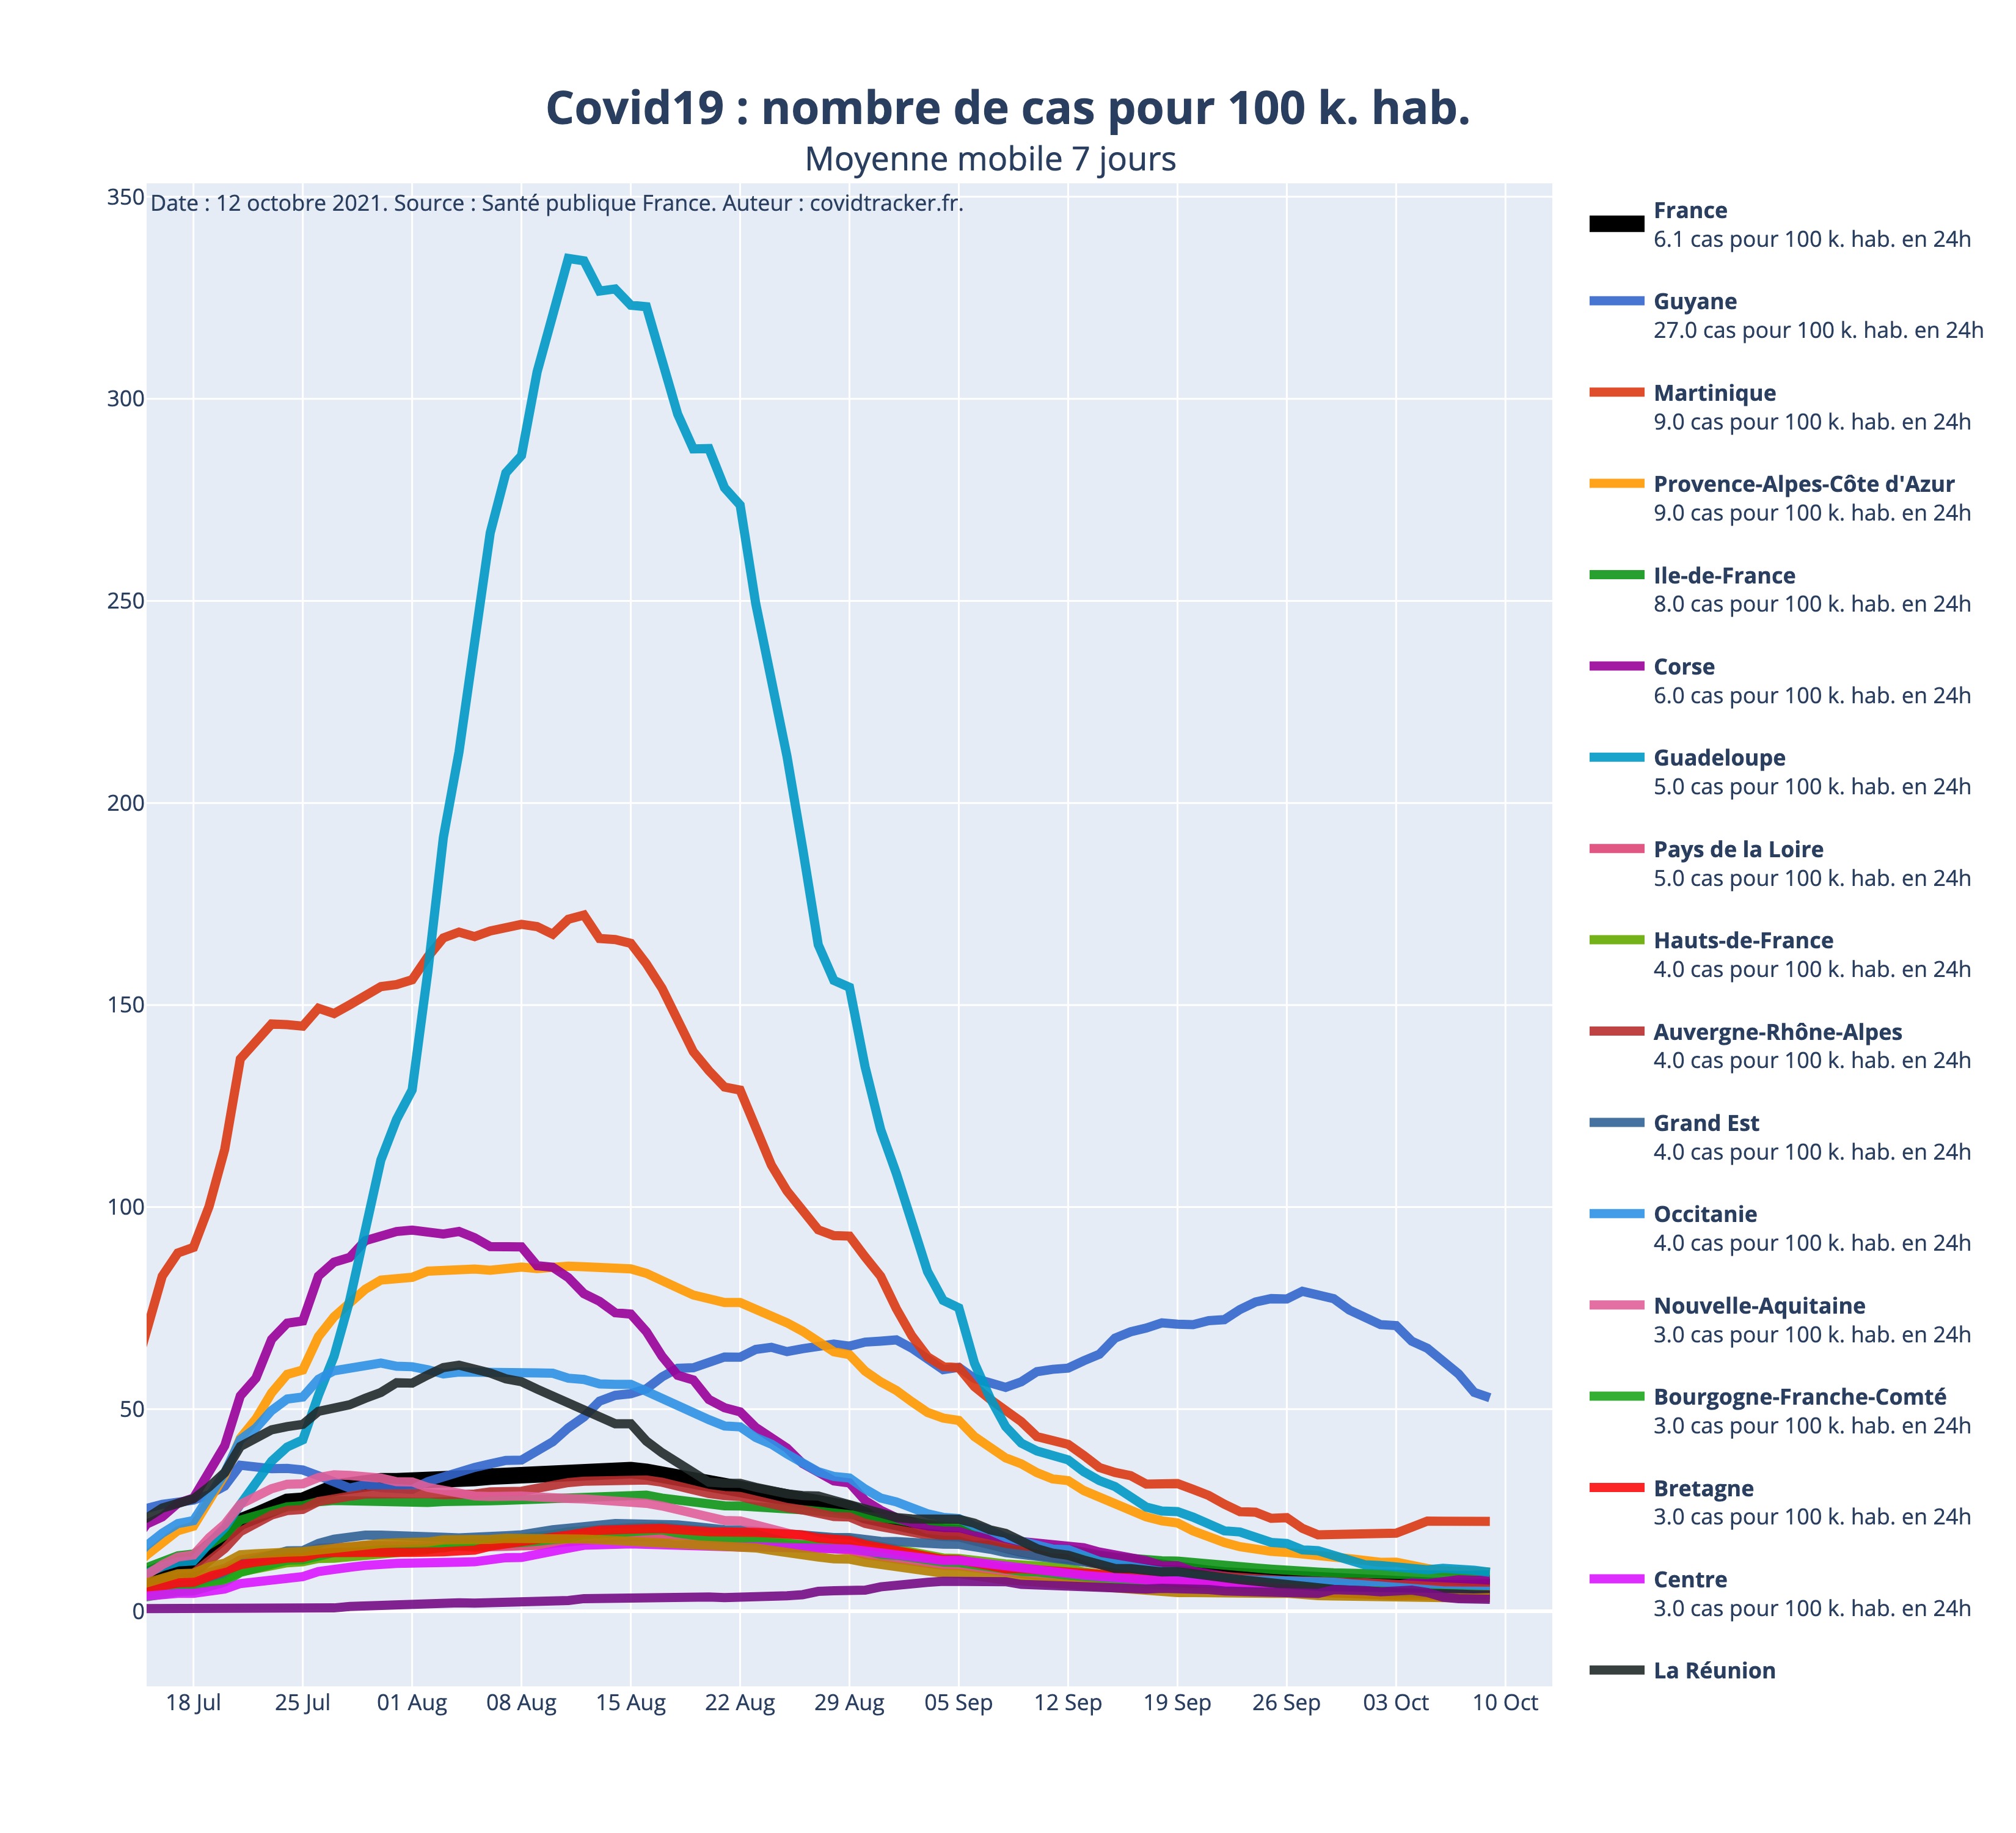 Covid19 : nombre de cas pour 100 k. hab.
Moyenne mobile 7 jours
Date : 12 octobre 2021. Source : Santé publique France. Auteur : covidtracker.fr.
350
300
250
200
150
100
50
0
18 Jul
25 Jul
01 Aug
08 Aug
15 Aug
22 Aug
29 Aug
05 Sep
12 Sep
19 Sep
26 Sep
03 Oct
10 Oct
France
6.1 cas pour 100 k. hab. en 24h
Guyane
27.0 cas pour 100 k. hab. en 24h
Martinique
9.0 cas pour 100 k. hab. en 24h
Provence-Alpes-Côte d'Azur
9.0 cas pour 100 k. hab. en 24h
Ile-de-France
8.0 cas pour 100 k. hab. en 24h
Corse
6.0 cas pour 100 k. hab. en 24h
Guadeloupe
5.0 cas pour 100 k. hab. en 24h
Pays de la Loire
5.0 cas pour 100 k. hab. en 24h
Hauts-de-France
4.0 cas pour 100 k. hab. en 24h
Auvergne-Rhône-Alpes
4.0 cas pour 100 k. hab. en 24h
Grand Est
4.0 cas pour 100 k. hab. en 24h
Occitanie
4.0 cas pour 100 k. hab. en 24h
Nouvelle-Aquitaine
3.0 cas pour 100 k. hab. en 24h
Bourgogne-Franche-Comté
3.0 cas pour 100 k. hab. en 24h
Bretagne
3.0 cas pour 100 k. hab. en 24h
Centre
3.0 cas pour 100 k. hab. en 24h
La Réunion